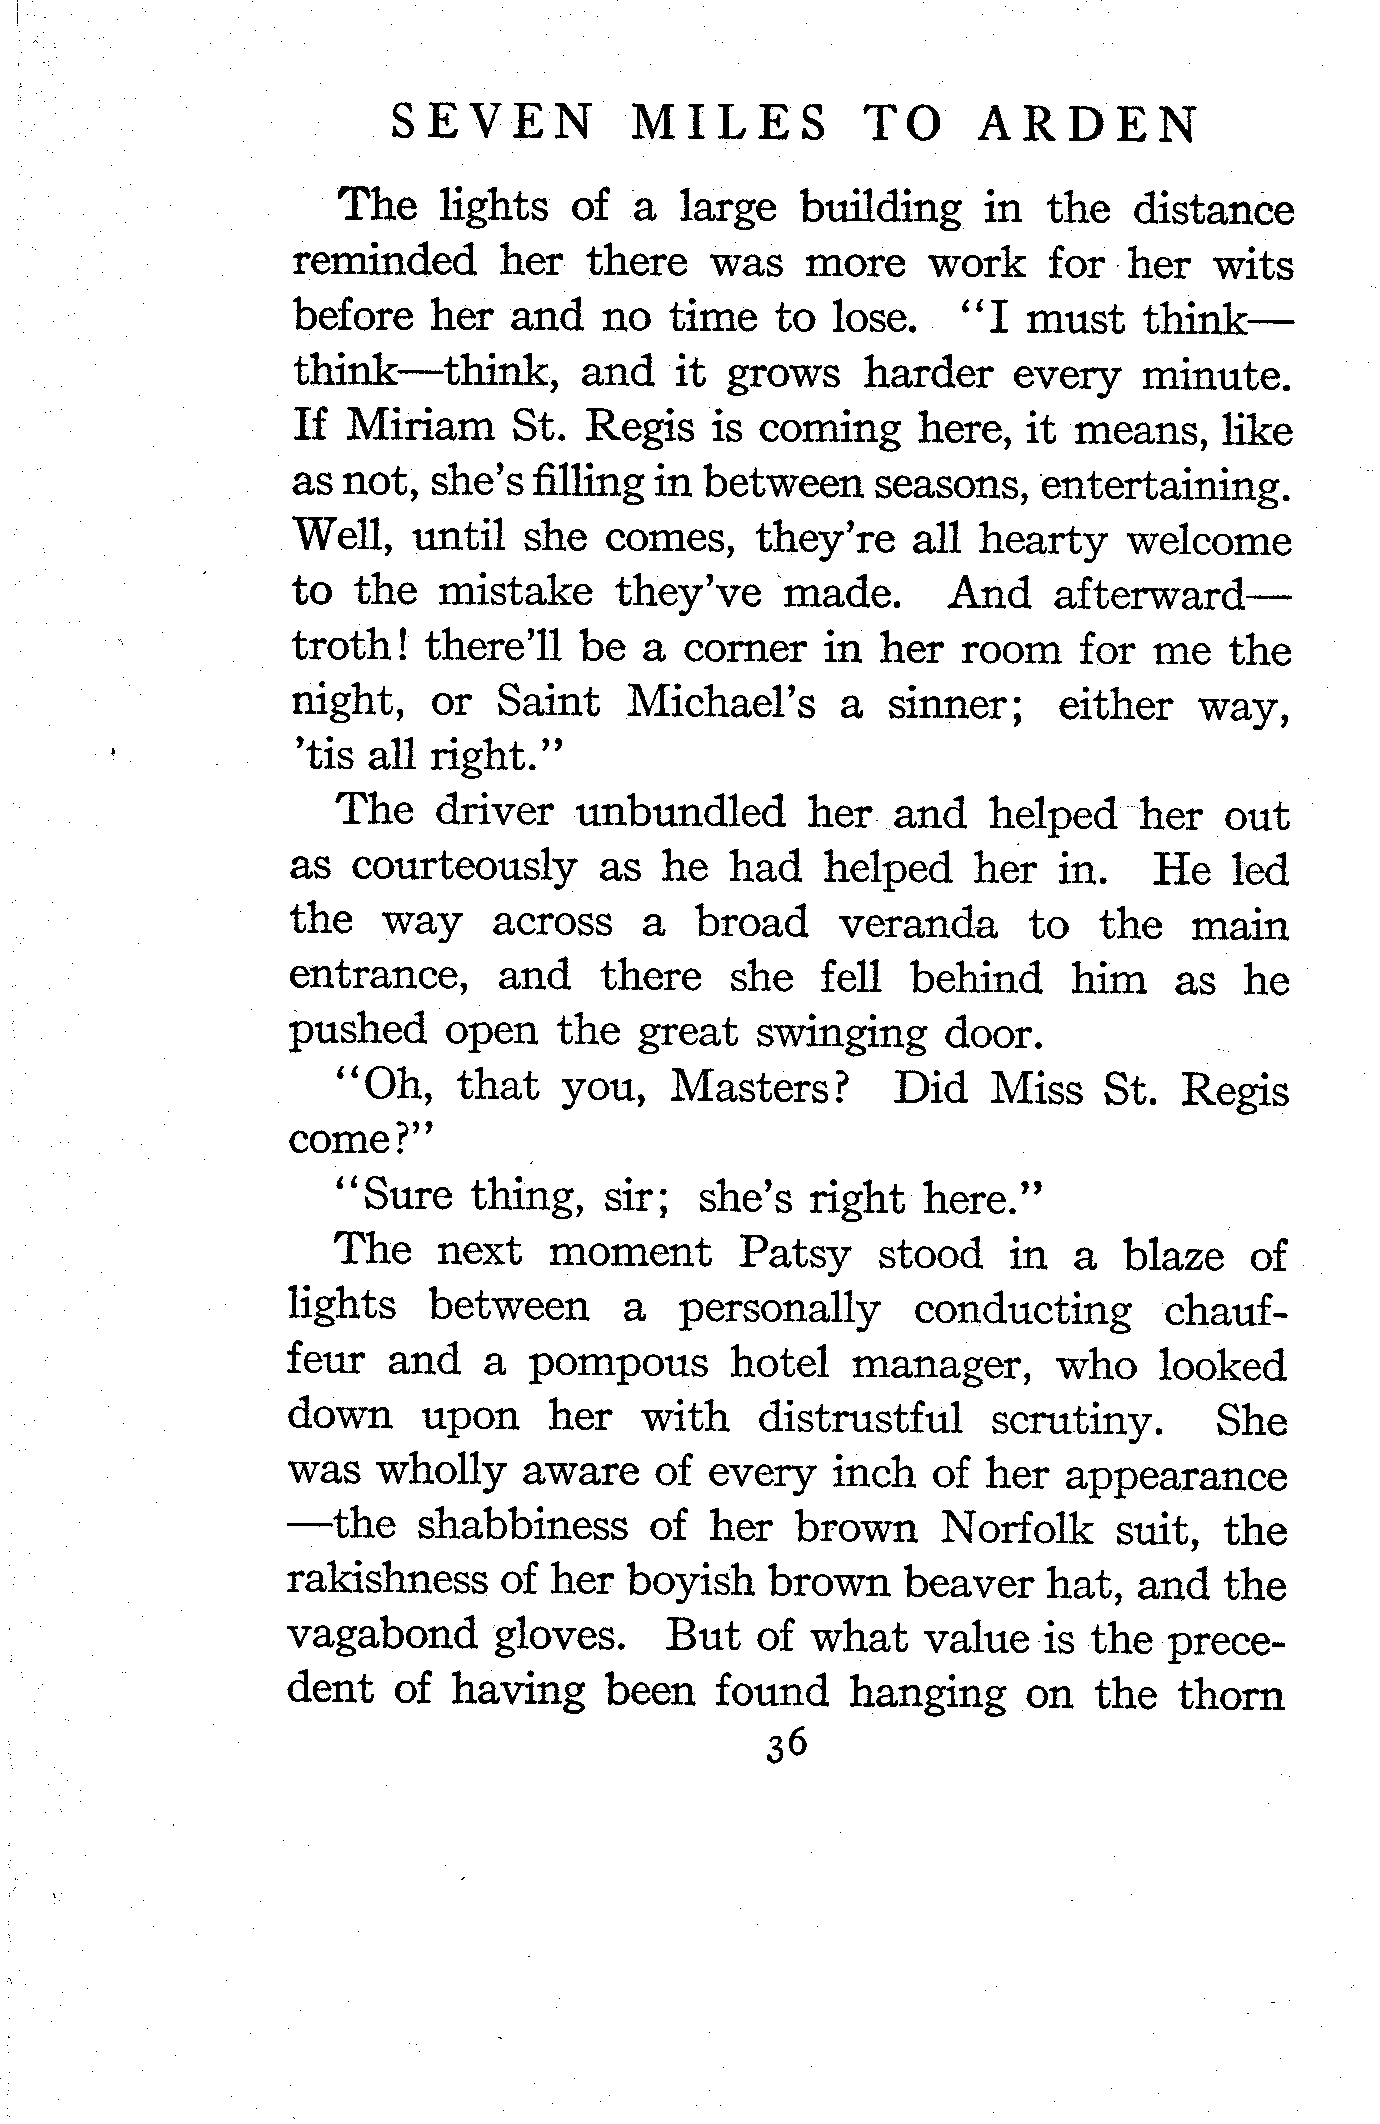 SEVEN MILES TO ARDEN
The lights of a large building in the distance
reminded her there was more work for her wits
before her and no time to lose. "I must think—
think—think, and it grows harder every minute.
If Miriam St. Regis is coming here, it means, like
as not, she's filling in between seasons, entertaining.
Well, until she comes, they're all hearty welcome
to the mistake they've made. And afterward—
troth! there'll be a corner in her room for me the
night, or Saint Michael's a sinner; either way,
'tis all right."
The driver unbundled her and helped her out
as courteously as he had helped her in. He led
the way across a broad veranda to the main
entrance, and there she fell behind him as he
pushed open the great swinging door.
"Oh, that you, Masters? Did Miss St. Regis
come?"
"Sure thing, sir; she's right here."
The next moment Patsy stood in a blaze of
lights between a personally conducting chauf-
feur and a pompous hotel manager, who looked
down upon her with distrustful scrutiny. She
was wholly aware of every inch of her appearance
—the shabbiness of her brown Norfolk suit, the
rakishness of her boyish brown beaver hat, and the
vagabond gloves. But of what value is the prece-
dent of having been found hanging on the thorn
36